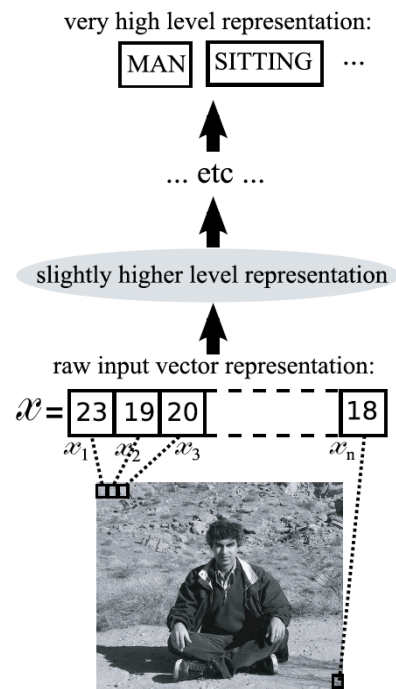 very high level representation:
MAN SITTING ...
... etc ...
slightly higher level representation
raw input vector representation:
x = 23 19 20 18
x1 x2 x3 xn